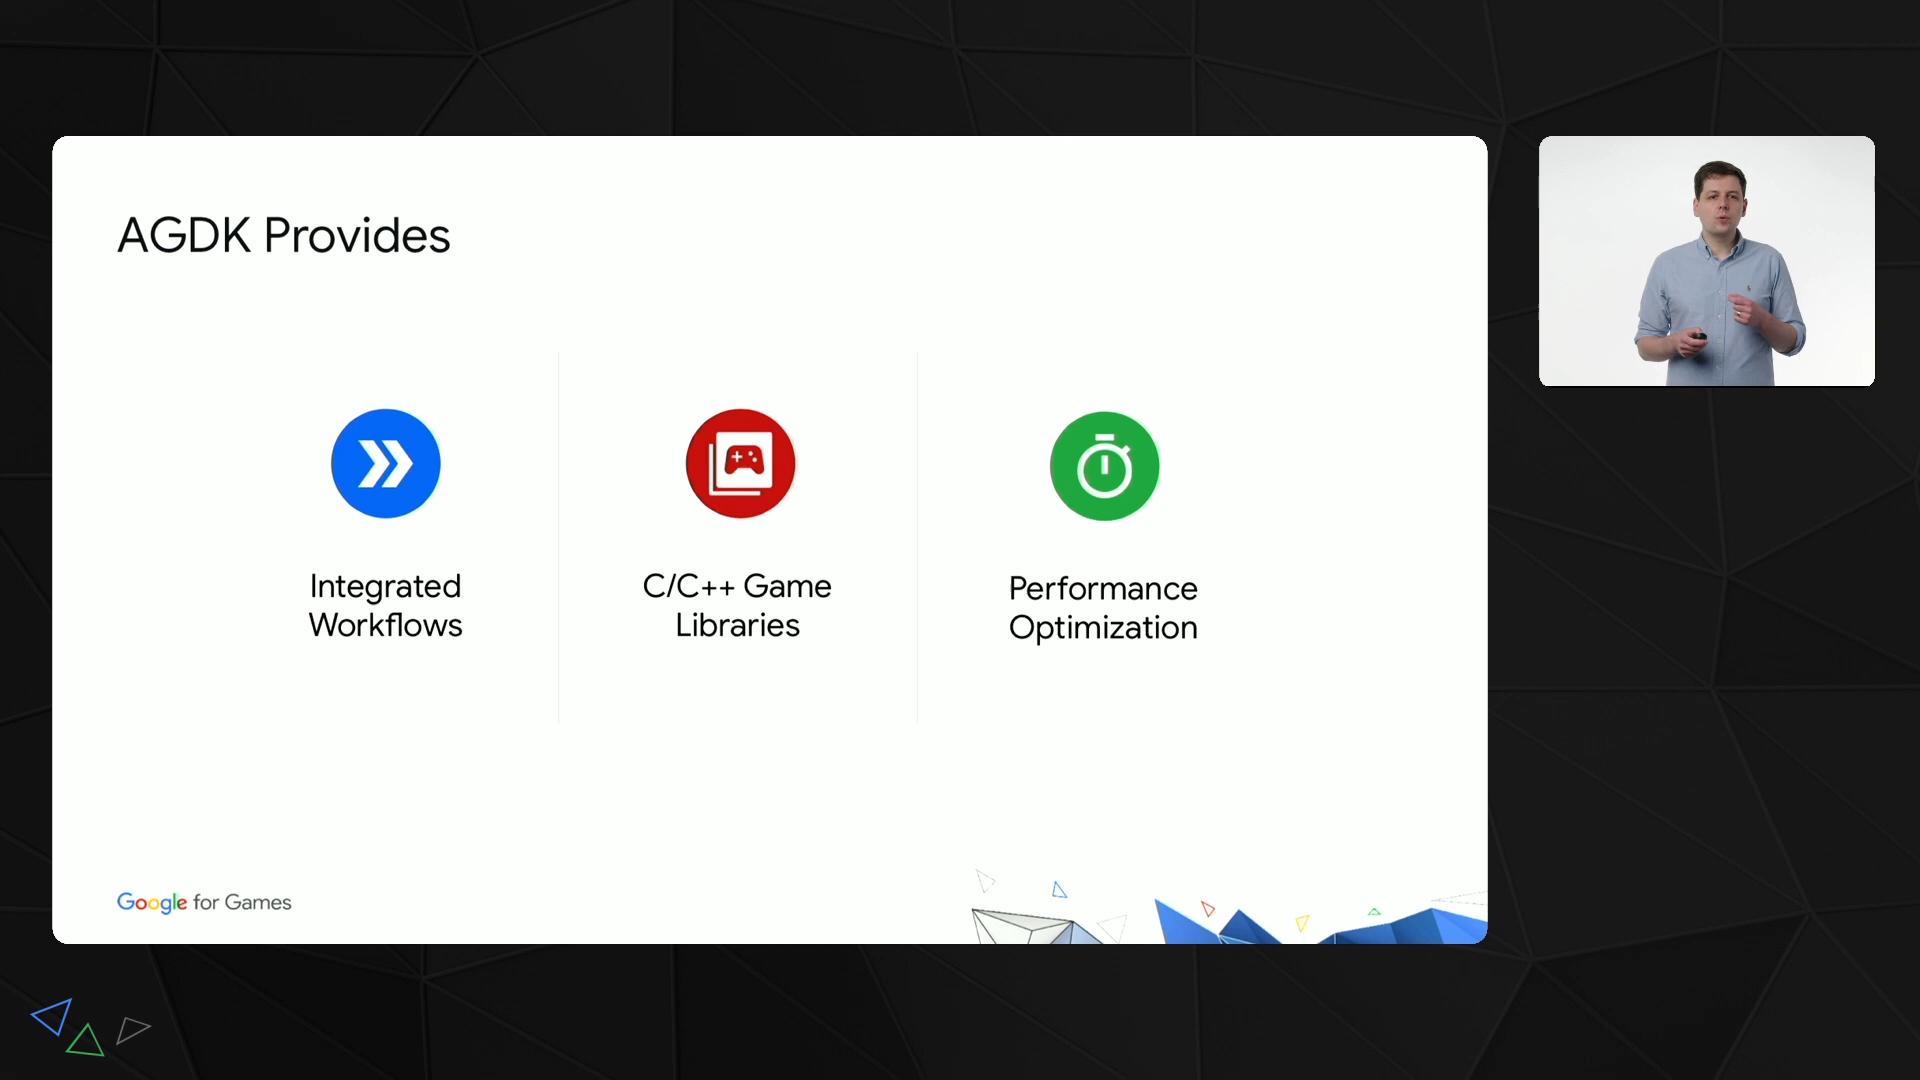 AGDK Provides
Integrated
Workflows
C/C++ Game
Libraries
Performance
Optimization
Google for Games